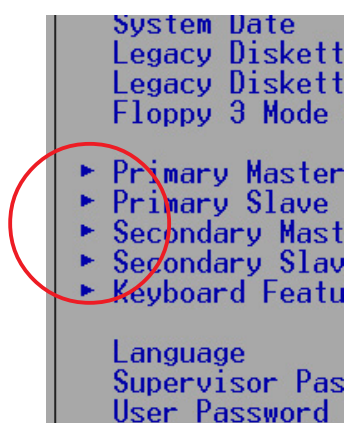 System Date
Legacy Diskett
Legacy Diskett
Floppy 3 Mode
Primary Master
Primary Slave
Secondary Mast
Secondary Slav
Keyboard Featu
Language
Supervisor Pas
User Password